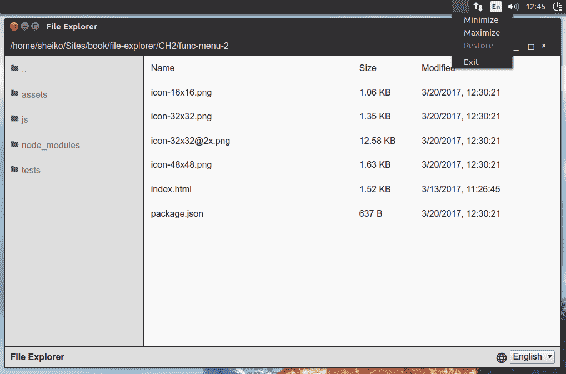 En 12:45
Minimize
Maximize
Restore
Exit
File Explorer
/home/sheiko/Sites/book/file-explorer/CH2/func-menu-2
..
assets
js
node_modules
tests
Name Size Modified
icon-16x16.png 1.06 KB 3/20/2017, 12:30:21
icon-32x32.png 1.35 KB 3/20/2017, 12:30:21
icon-32x32@2x.png 12.58 KB 3/20/2017, 12:30:21
icon-48x48.png 1.63 KB 3/20/2017, 12:30:21
index.html 1.52 KB 3/13/2017, 11:26:45
package.json 637 B 3/20/2017, 12:30:21
File Explorer English